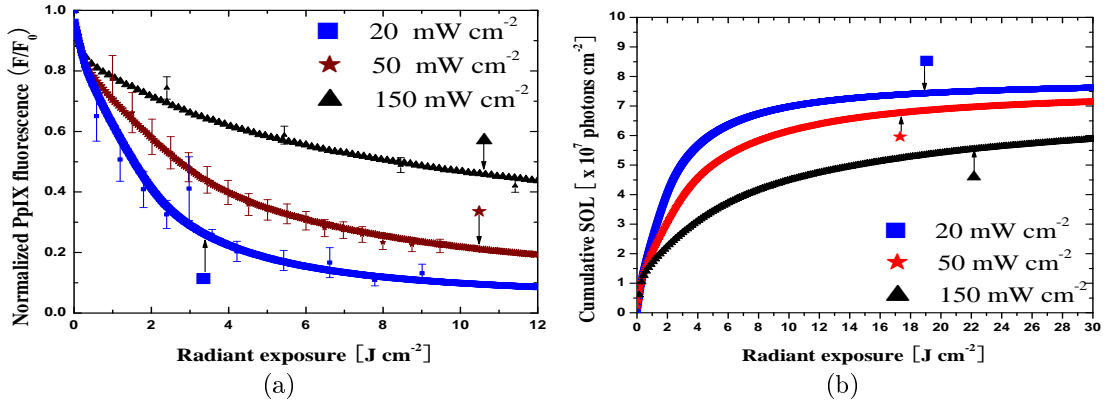 1.0
0.8
0.6
0.4
0.2
0.0
Normalized PpIX fluorescence (F/F0)
20 mW cm-2
50 mW cm-2
150 mW cm-2
0 2 4 6 8 10 12
Radiant exposure [J cm-2]
(a)
10
9
8
7
6
5
4
3
2
1
0
Cumulative SOL [ x 10^7 photons cm-2]
20 mW cm-2
50 mW cm-2
150 mW cm-2
0 2 4 6 8 10 12 14 16 18 20 22 24 26 28 30
Radiant exposure [J cm-2]
(b)